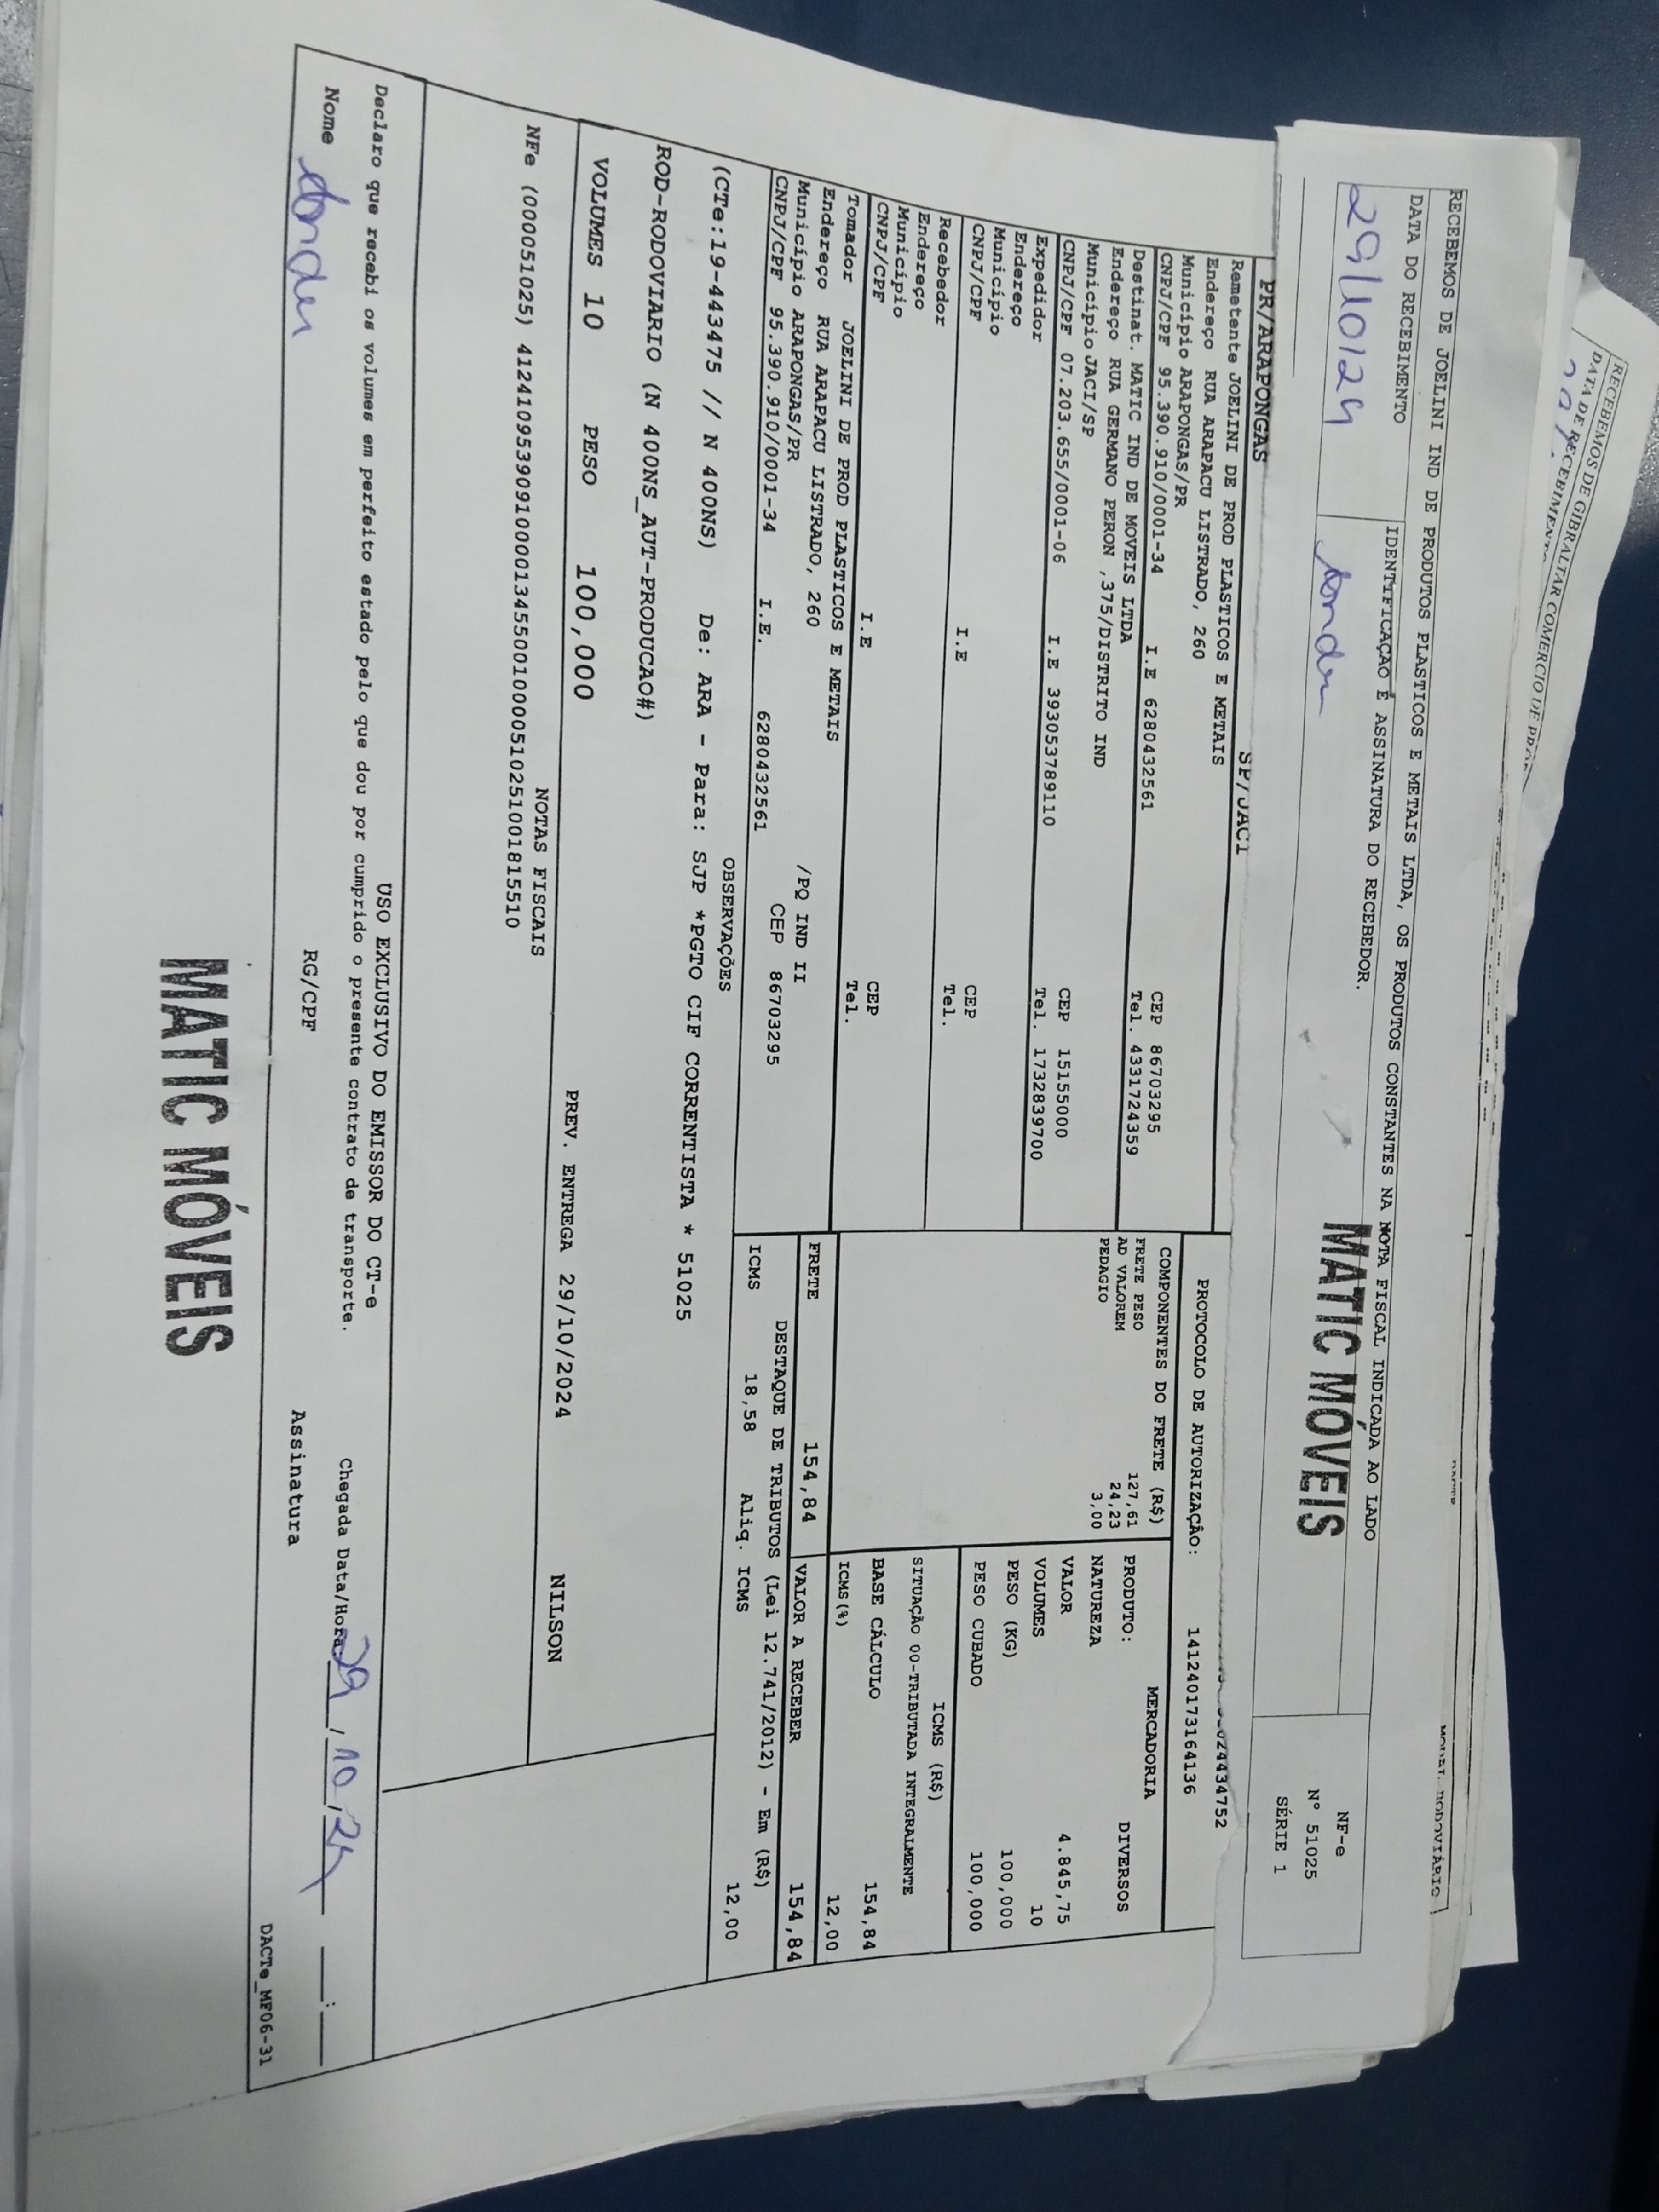 RECEBEMOS DE GIBRALTAR COMERCIO DE
DATA DE RECEBIMENTO
RECEBEMOS DE JOELINI IND DE PRODUTOS PLASTICOS E METAIS LTDA, OS PRODUTOS CONSTANTES NA NOTA FISCAL INDICADA AO LADO
DATA DO RECEBIMENTO
IDENTIFICAÇÃO E ASSINATURA DO RECEBEDOR.
29/10/24
MATIC MÓVEIS
NF-e
Nº 51025
SÉRIE 1
MODAL RODOVIÁRIO
PR/ARAPONGAS
SP/JACI
PROTOCOLO DE AUTORIZAÇÃO: 141240173164136
Remetente JOELINI DE PROD PLASTICOS E METAIS
Endereço RUA ARAPACU LISTRADO, 260
Município ARAPONGAS/PR
CEP 86703295
CNPJ/CPF 95.390.910/0001-34 I.E 6280432561
Tel. 4331724359
Destinat. MATIC IND DE MOVEIS LTDA
Endereço RUA GERMANO PERON ,375/DISTRITO IND
Município JACI/SP
CEP 15155000
CNPJ/CPF 07.203.655/0001-06 I.E 393053789110
Tel. 1732839700
Expedidor
Endereço
Município
CEP
CNPJ/CPF I.E
Tel.
Recebedor
Endereço
Município
CEP
CNPJ/CPF I.E
Tel.
Tomador JOELINI DE PROD PLASTICOS E METAIS
Endereço RUA ARAPACU LISTRADO, 260 /PQ IND II
Município ARAPONGAS/PR CEP 86703295
CNPJ/CPF 95.390.910/0001-34 I.E. 6280432561
COMPONENTES DO FRETE (R$)
FRETE PESO 127,61
AD VALOREM 24,23
PEDAGIO 3,00
FRETE 154,84
MERCADORIA
PRODUTO: DIVERSOS
NATUREZA
VALOR 4.845,75
VOLUMES 10
PESO (KG) 100,000
PESO CUBADO 100,000
ICMS (R$)
SITUAÇÃO 00-TRIBUTADA INTEGRALMENTE
BASE CÁLCULO 154,84
ICMS(%) 12,00
VALOR A RECEBER 154,84
DESTAQUE DE TRIBUTOS (Lei 12.741/2012) - Em (R$)
ICMS 18,58 Aliq. ICMS 12,00
OBSERVAÇÕES
(CTe:19-443475 // N 400NS) De: ARA - Para: SJP *PGTO CIF CORRENTISTA * 51025
ROD-RODOVIARIO (N 400NS_AUT-PRODUCAO#)
VOLUMES 10 PESO 100,000 PREV. ENTREGA 29/10/2024 NILSON
NOTAS FISCAIS
NFe (000051025) 41241095390910000134550010000510251001815510
USO EXCLUSIVO DO EMISSOR DO CT-e
Declaro que recebi os volumes em perfeito estado pelo que dou por cumprido o presente contrato de transporte.
Chegada Data/Hora: 29/10/24 __:__
Nome RG/CPF Assinatura
DACTe_MF06-31
MATIC MÓVEIS